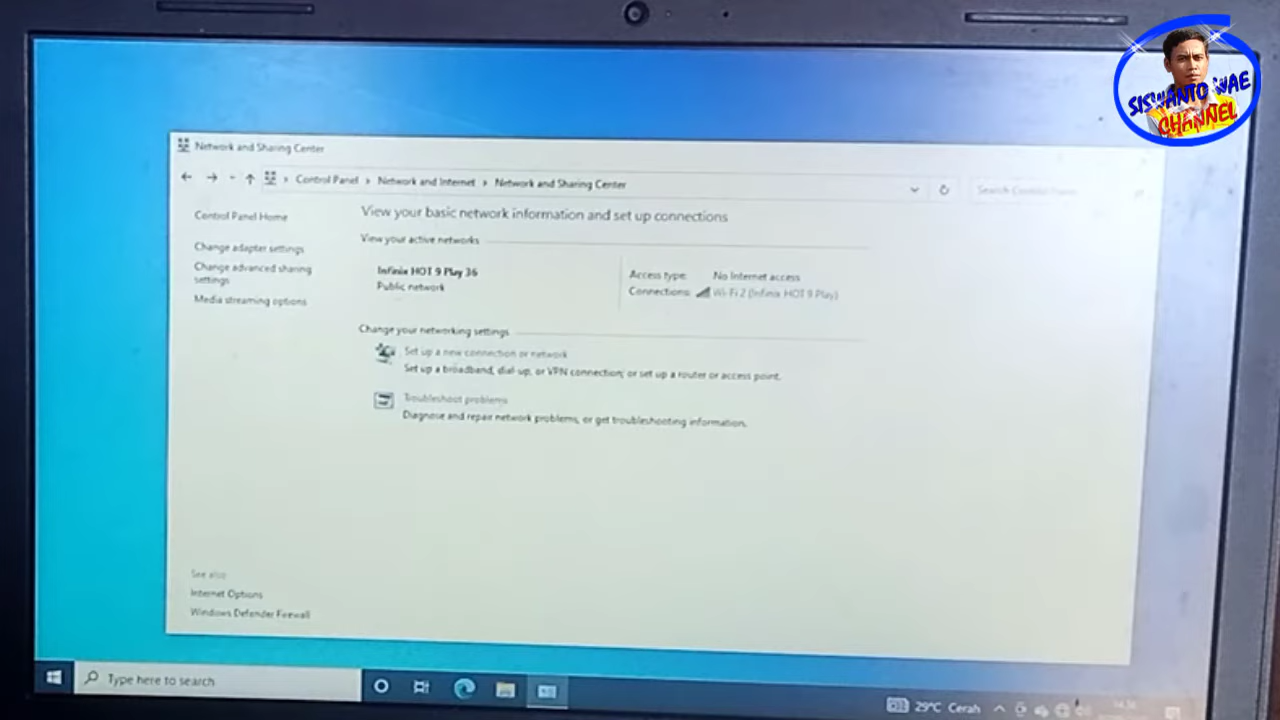 SISWANTO WAE
CHANNEL
Network and Sharing Center
Control Panel > Network and Internet > Network and Sharing Center
Control Panel Home
Change adapter settings
Change advanced sharing
settings
Media streaming options
View your basic network information and set up connections
View your active networks
Infinix HOT 9 Play 36
Public network
Access type: No Internet access
Connections: Wi-Fi 2 (Infinix HOT 9 Play)
Change your networking settings
Set up a new connection or network
Set up a broadband, dial-up, or VPN connection; or set up a router or access point.
Troubleshoot problems
Diagnose and repair network problems, or get troubleshooting information.
See also
Internet Options
Windows Defender Firewall
Type here to search
29°C Cerah